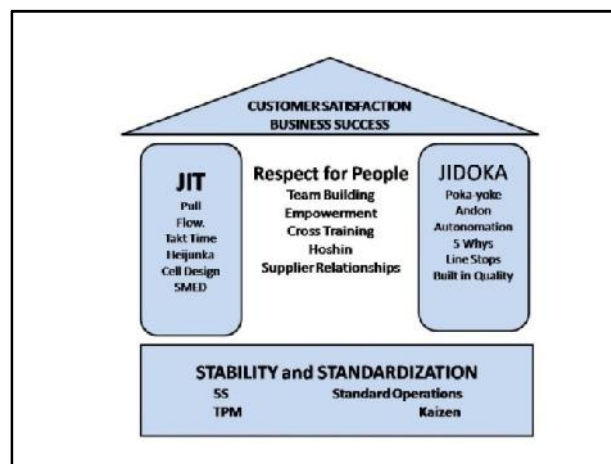 CUSTOMER SATISFACTION
BUSINESS SUCCESS
JIT
Pull
Flow.
Takt Time
Heijunka
Cell Design
SMED
Respect for People
Team Building
Empowerment
Cross Training
Hoshin
Supplier Relationships
JIDOKA
Poka-yoke
Andon
Autonomation
5 Whys
Line Stops
Built in Quality
STABILITY and STANDARDIZATION
5S Standard Operations
TPM Kaizen